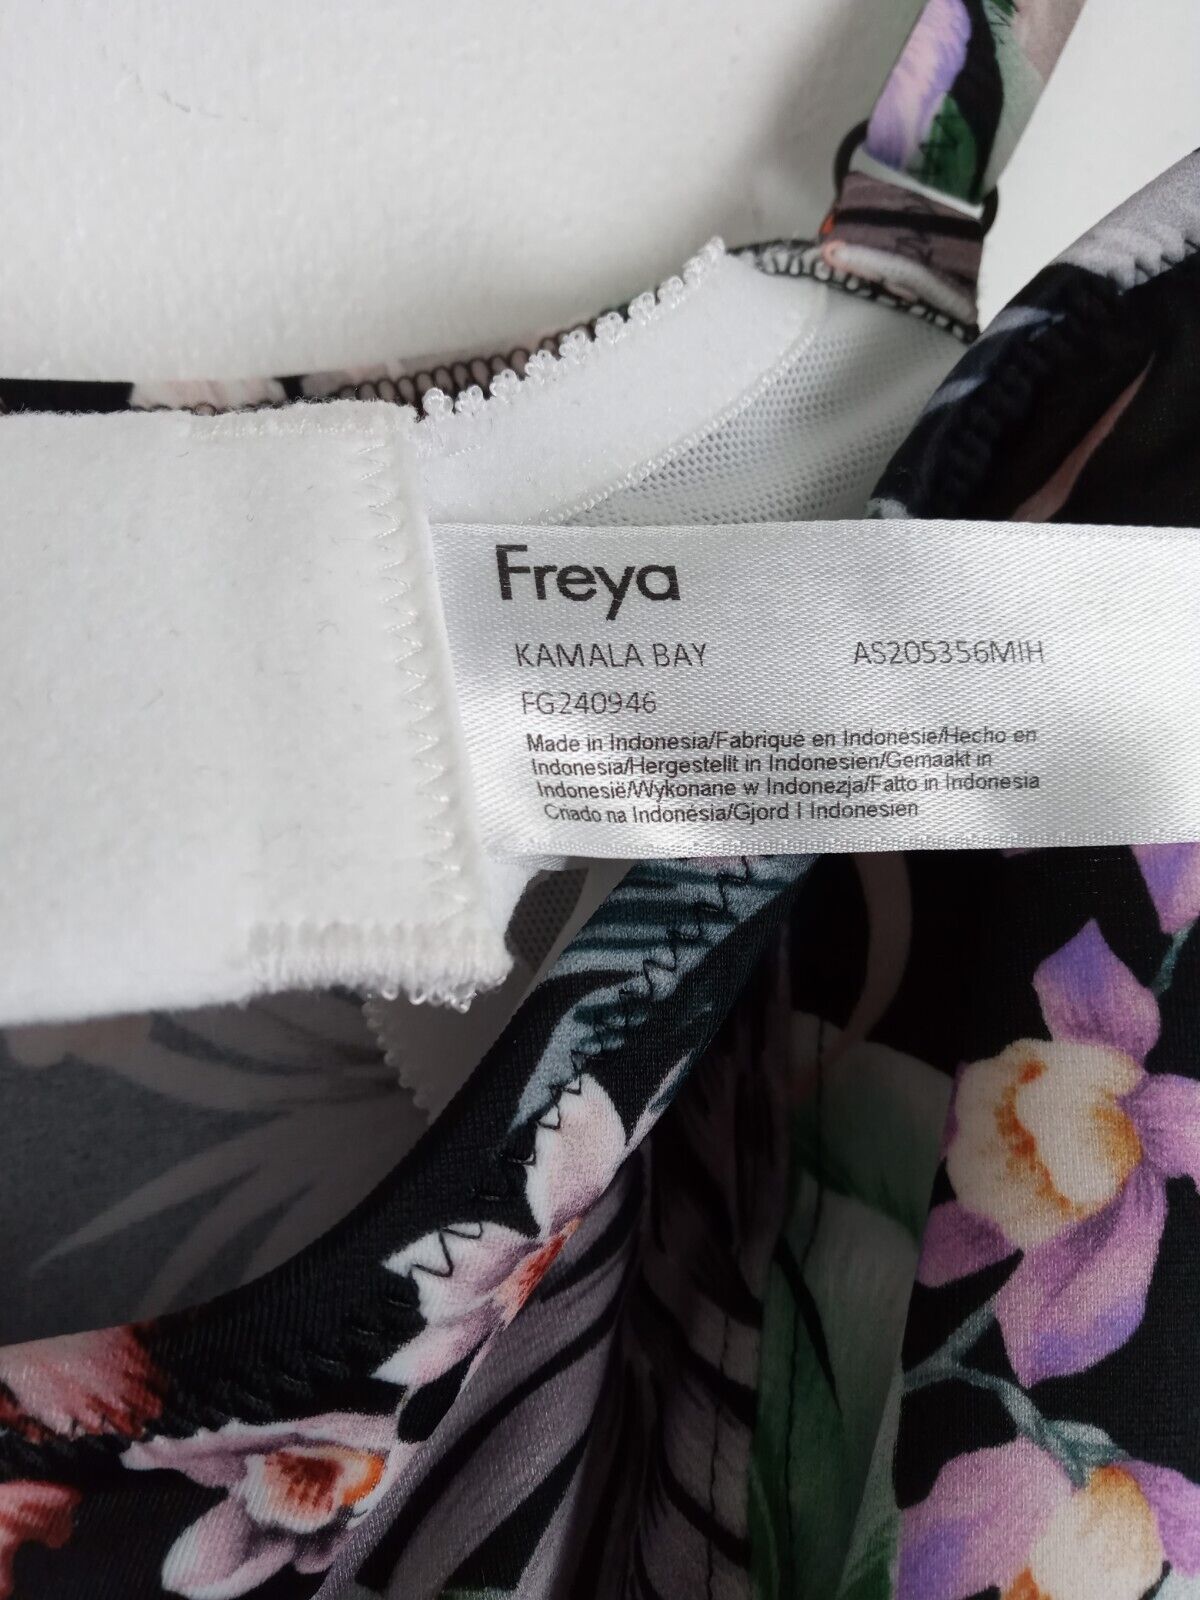 Freya
KAMALA BAY AS205356MIH
FG240946
Made in Indonesia/Fabriqué en Indonésie/Hecho en
Indonesia/Hergestellt in Indonesien/Gemaakt in
Indonesië/Wykonane w Indonezja/Fatto in Indonesia
Criado na Indonésia/Gjord I Indonesien